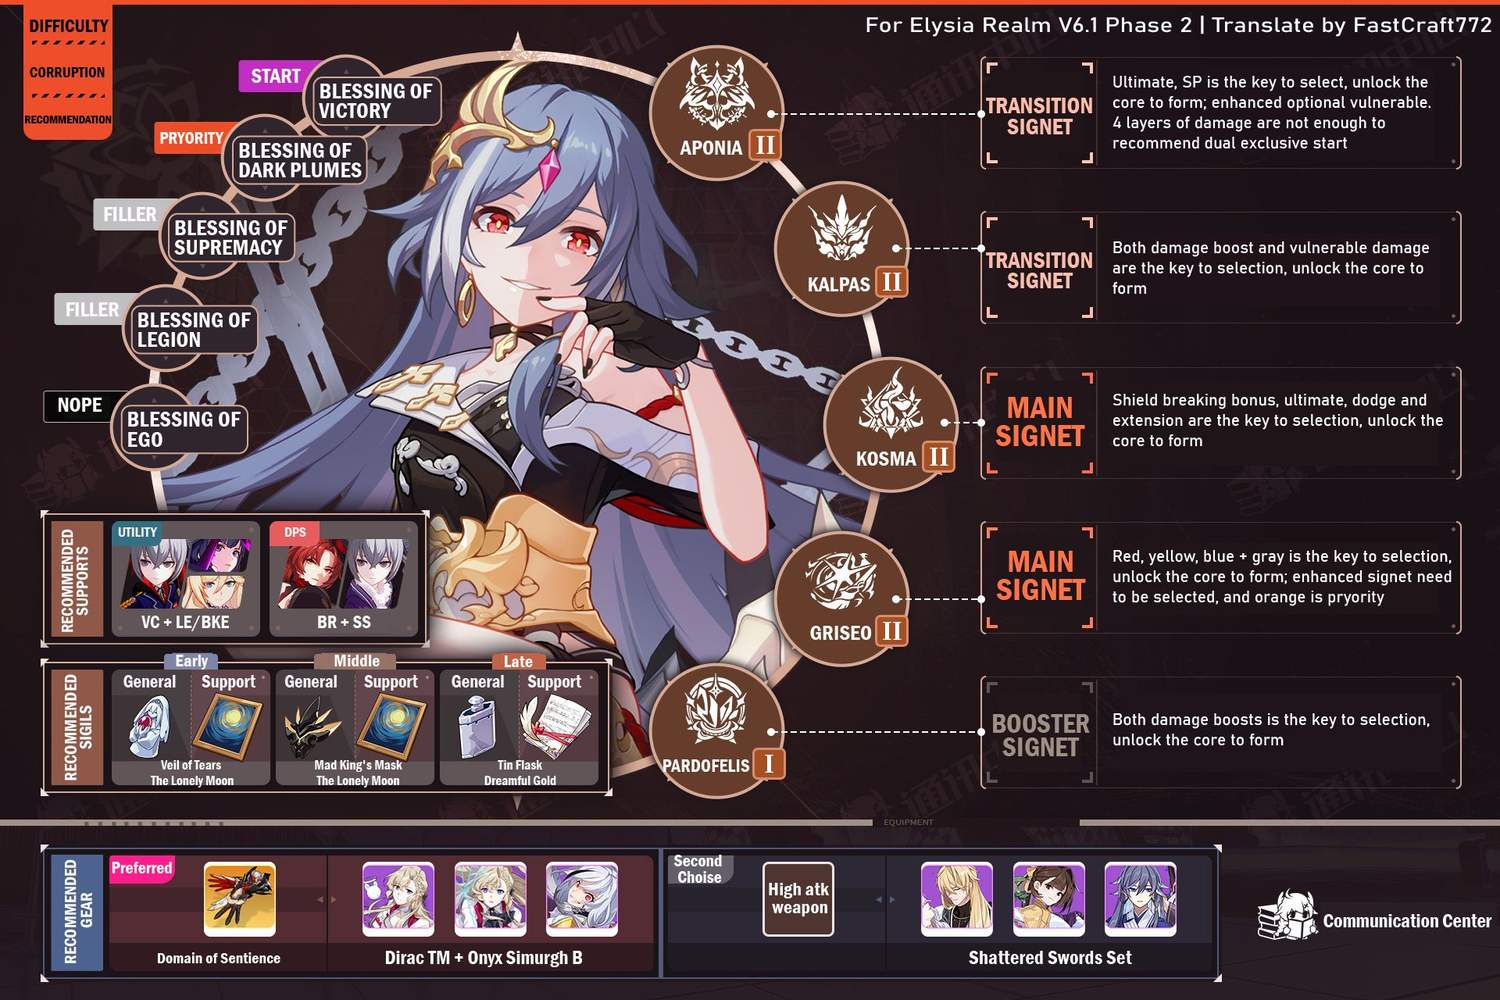 DIFFICULTY
CORRUPTION
RECOMMENDATION
For Elysia Realm V6.1 Phase 2 | Translate by FastCraft772
START
BLESSING OF
VICTORY
PRYORITY
BLESSING OF
DARK PLUMES
FILLER
BLESSING OF
SUPREMACY
FILLER
BLESSING OF
LEGION
NOPE
BLESSING OF
EGO
APONIA II
TRANSITION
SIGNET
Ultimate, SP is the key to select, unlock the
core to form; enhanced optional vulnerable.
4 layers of damage are not enough to
recommend dual exclusive start
KALPAS II
TRANSITION
SIGNET
Both damage boost and vulnerable damage
are the key to selection, unlock the core to
form
KOSMA II
MAIN
SIGNET
Shield breaking bonus, ultimate, dodge and
extension are the key to selection, unlock the
core to form
GRISEO II
MAIN
SIGNET
Red, yellow, blue + gray is the key to selection,
unlock the core to form; enhanced signet need
to be selected, and orange is pryority
PARDOFELIS I
BOOSTER
SIGNET
Both damage boosts is the key to selection,
unlock the core to form
RECOMMENDED
SUPPORTS
UTILITY
VC + LE/BKE
DPS
BR + SS
RECOMMENDED
SIGILS
Early
General Support
Veil of Tears
The Lonely Moon
Middle
General Support
Mad King's Mask
The Lonely Moon
Late
General Support
Tin Flask
Dreamful Gold
EQUIPMENT
RECOMMENDED
GEAR
Preferred
Domain of Sentience
Dirac TM + Onyx Simurgh B
Second
Choise
High atk
weapon
Shattered Swords Set
Communication Center